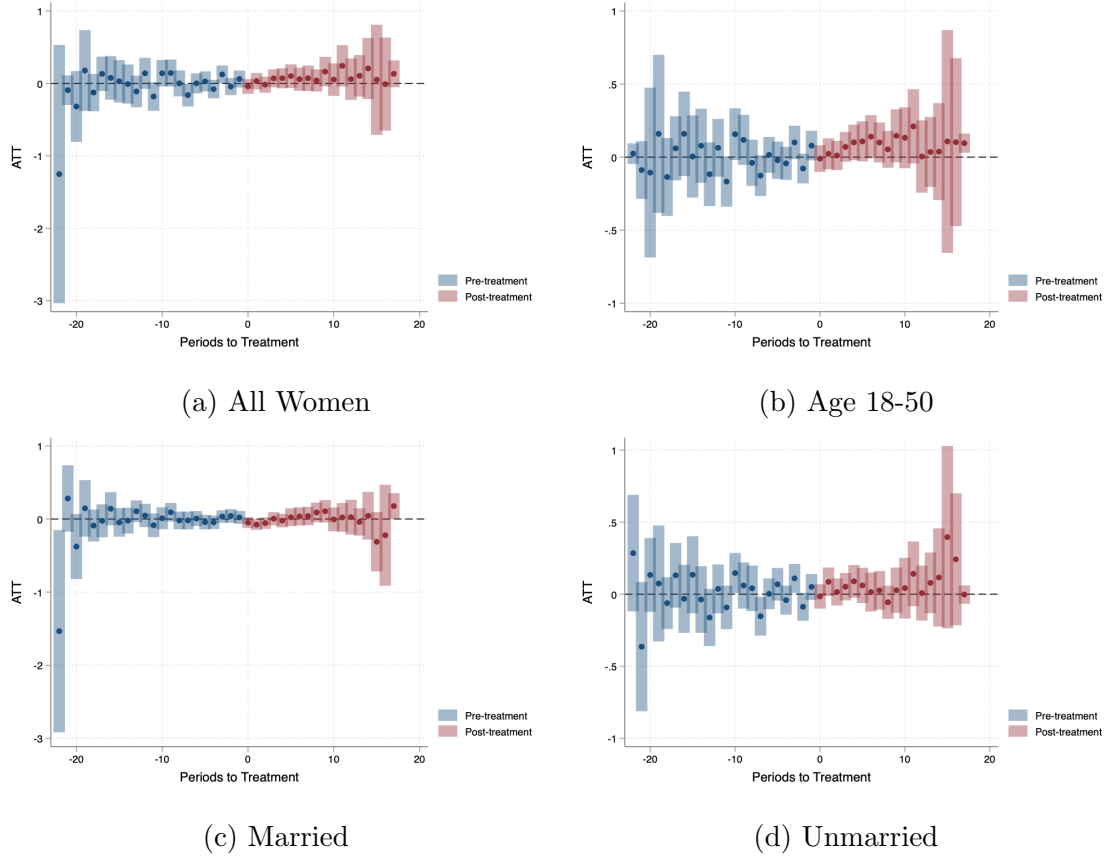 1
0
-1
-2
-3
ATT
-20
-10
0
10
20
Periods to Treatment
Pre-treatment
Post-treatment
(a) All Women
1
.5
0
-.5
-1
ATT
-20
-10
0
10
20
Periods to Treatment
Pre-treatment
Post-treatment
(b) Age 18-50
1
0
-1
-2
-3
ATT
-20
-10
0
10
20
Periods to Treatment
Pre-treatment
Post-treatment
(c) Married
1
.5
0
-.5
-1
ATT
-20
-10
0
10
20
Periods to Treatment
Pre-treatment
Post-treatment
(d) Unmarried